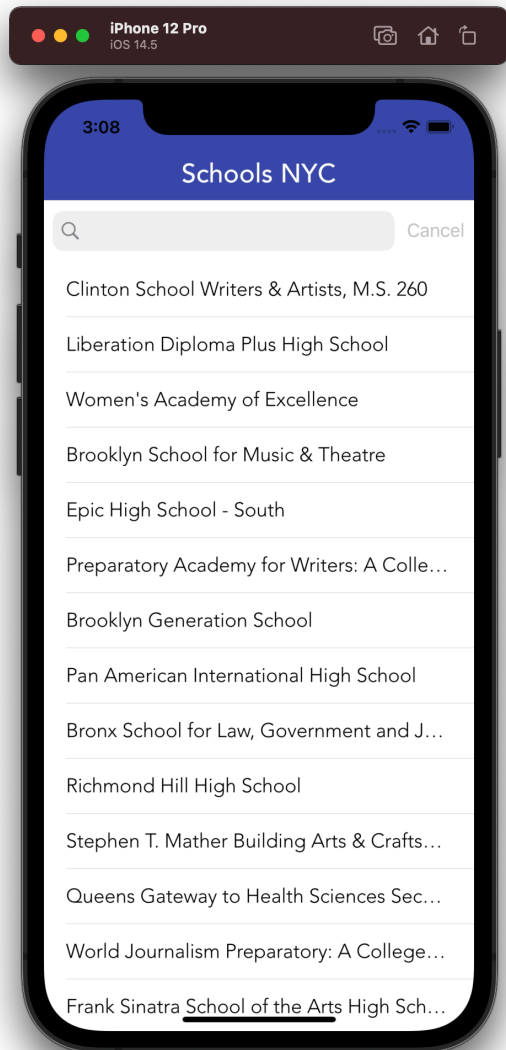 iPhone 12 Pro
iOS 14.5
3:08
Schools NYC
Cancel
Clinton School Writers & Artists, M.S. 260
Liberation Diploma Plus High School
Women's Academy of Excellence
Brooklyn School for Music & Theatre
Epic High School - South
Preparatory Academy for Writers: A Colle…
Brooklyn Generation School
Pan American International High School
Bronx School for Law, Government and J…
Richmond Hill High School
Stephen T. Mather Building Arts & Crafts…
Queens Gateway to Health Sciences Sec…
World Journalism Preparatory: A College…
Frank Sinatra School of the Arts High Sch…